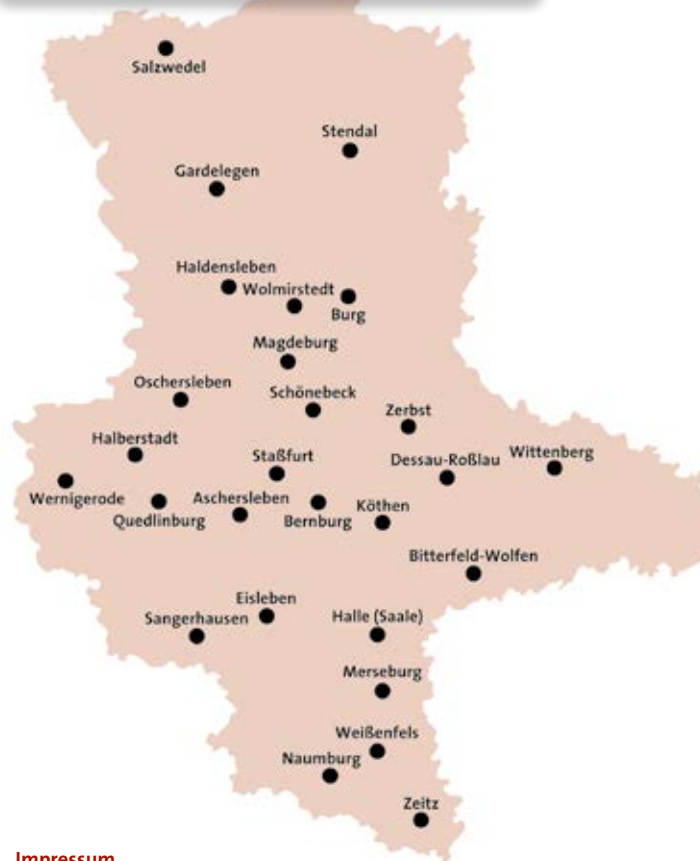 Salzwedel
Stendal
Gardelegen
Haldensleben
Wolmirstedt
Burg
Magdeburg
Oschersleben
Schönebeck
Zerbst
Halberstadt
Staßfurt
Dessau-Roßlau
Wittenberg
Wernigerode
Quedlinburg
Aschersleben
Bernburg
Köthen
Bitterfeld-Wolfen
Eisleben
Sangerhausen
Halle (Saale)
Merseburg
Weißenfels
Naumburg
Zeitz
Impressum